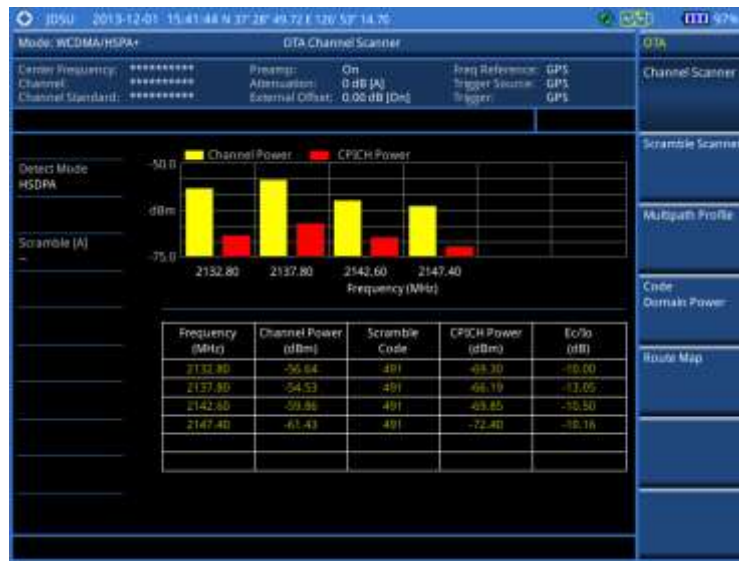 JDSU 2013-12-01 15:41:44 N 37° 28' 49.72 E 126° 53' 14.70 97%
Mode: WCDMA/HSPA+ OTA Channel Scanner OTA
Center Frequency: ********** Preamp: On Freq Reference: GPS
Channel: ********** Attenuation: 0 dB [A] Trigger Source: GPS
Channel Standard: ********** External Offset: 0.00 dB [On] Trigger: GPS
Channel Scanner
Scramble Scanner
Multipath Profile
Code
Domain Power
Route Map
Detect Mode
HSDPA
Scramble [A]
--
Channel Power CPICH Power
-50.0
dBm
-75.0
2132.80 2137.80 2142.60 2147.40
Frequency (MHz)
Frequency (MHz) Channel Power (dBm) Scramble Code CPICH Power (dBm) Ec/Io (dB)
2132.80 -56.64 491 -69.30 -10.00
2137.80 -54.53 491 -66.19 -13.05
2142.60 -59.86 491 -69.85 -10.50
2147.40 -61.43 491 -72.40 -10.16